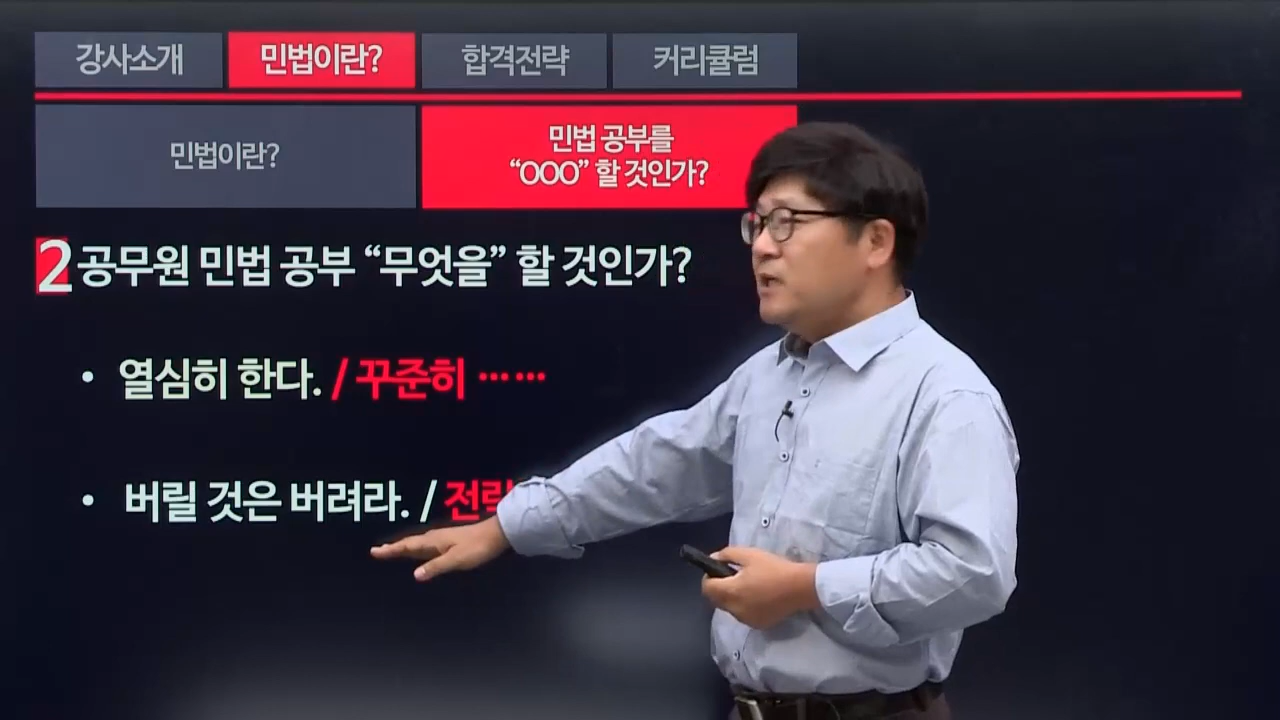 강사소개
민법이란?
합격전략
커리큘럼
민법이란?
민법 공부를
“OOO” 할 것인가?
2 공무원 민법 공부 “무엇을” 할 것인가?
• 열심히 한다. / 꾸준히 ……
• 버릴 것은 버려라. /